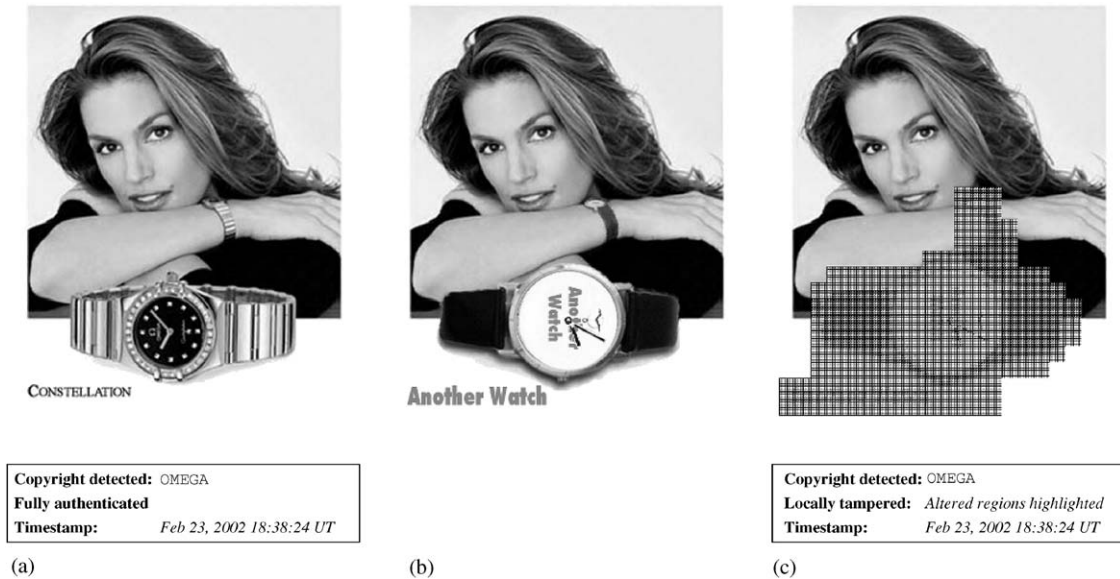 CONSTELLATION
Another
Watch
Another Watch
Copyright detected: OMEGA
Fully authenticated
Timestamp: Feb 23, 2002 18:38:24 UT
Copyright detected: OMEGA
Locally tampered: Altered regions highlighted
Timestamp: Feb 23, 2002 18:38:24 UT
(a)
(b)
(c)